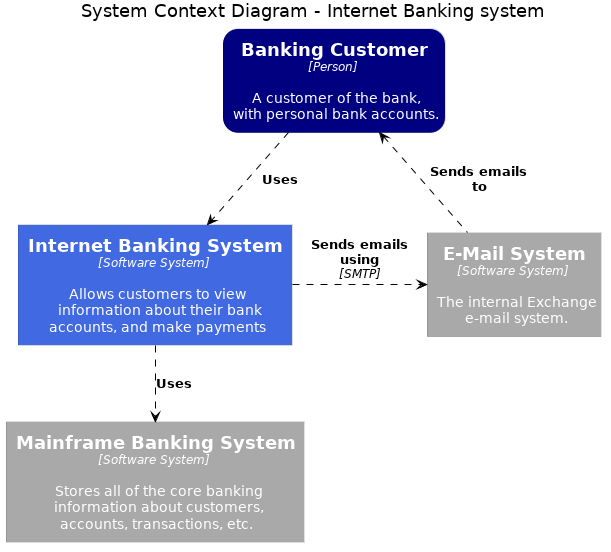 System Context Diagram - Internet Banking system
Banking Customer
[Person]
A customer of the bank,
with personal bank accounts.
Uses
Sends emails
to
Internet Banking System
[Software System]
Allows customers to view
information about their bank
accounts, and make payments
Sends emails
using
[SMTP]
E-Mail System
[Software System]
The internal Exchange
e-mail system.
Uses
Mainframe Banking System
[Software System]
Stores all of the core banking
information about customers,
accounts, transactions, etc.